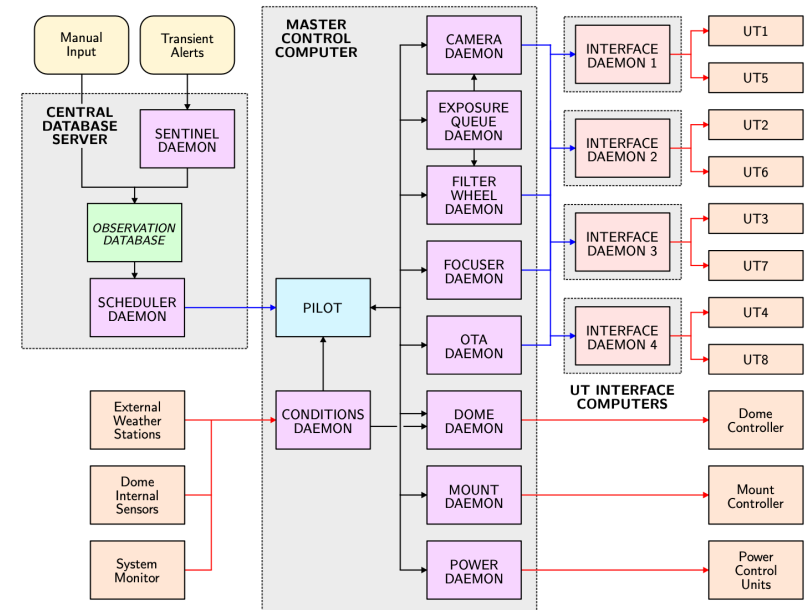 Manual
Input
Transient
Alerts
CENTRAL
DATABASE
SERVER
SENTINEL
DAEMON
OBSERVATION
DATABASE
SCHEDULER
DAEMON
External
Weather
Stations
Dome
Internal
Sensors
System
Monitor
MASTER
CONTROL
COMPUTER
PILOT
CONDITIONS
DAEMON
CAMERA
DAEMON
EXPOSURE
QUEUE
DAEMON
FILTER
WHEEL
DAEMON
FOCUSER
DAEMON
OTA
DAEMON
DOME
DAEMON
MOUNT
DAEMON
POWER
DAEMON
INTERFACE
DAEMON 1
INTERFACE
DAEMON 2
INTERFACE
DAEMON 3
INTERFACE
DAEMON 4
UT INTERFACE
COMPUTERS
UT1
UT5
UT2
UT6
UT3
UT7
UT4
UT8
Dome
Controller
Mount
Controller
Power
Control
Units